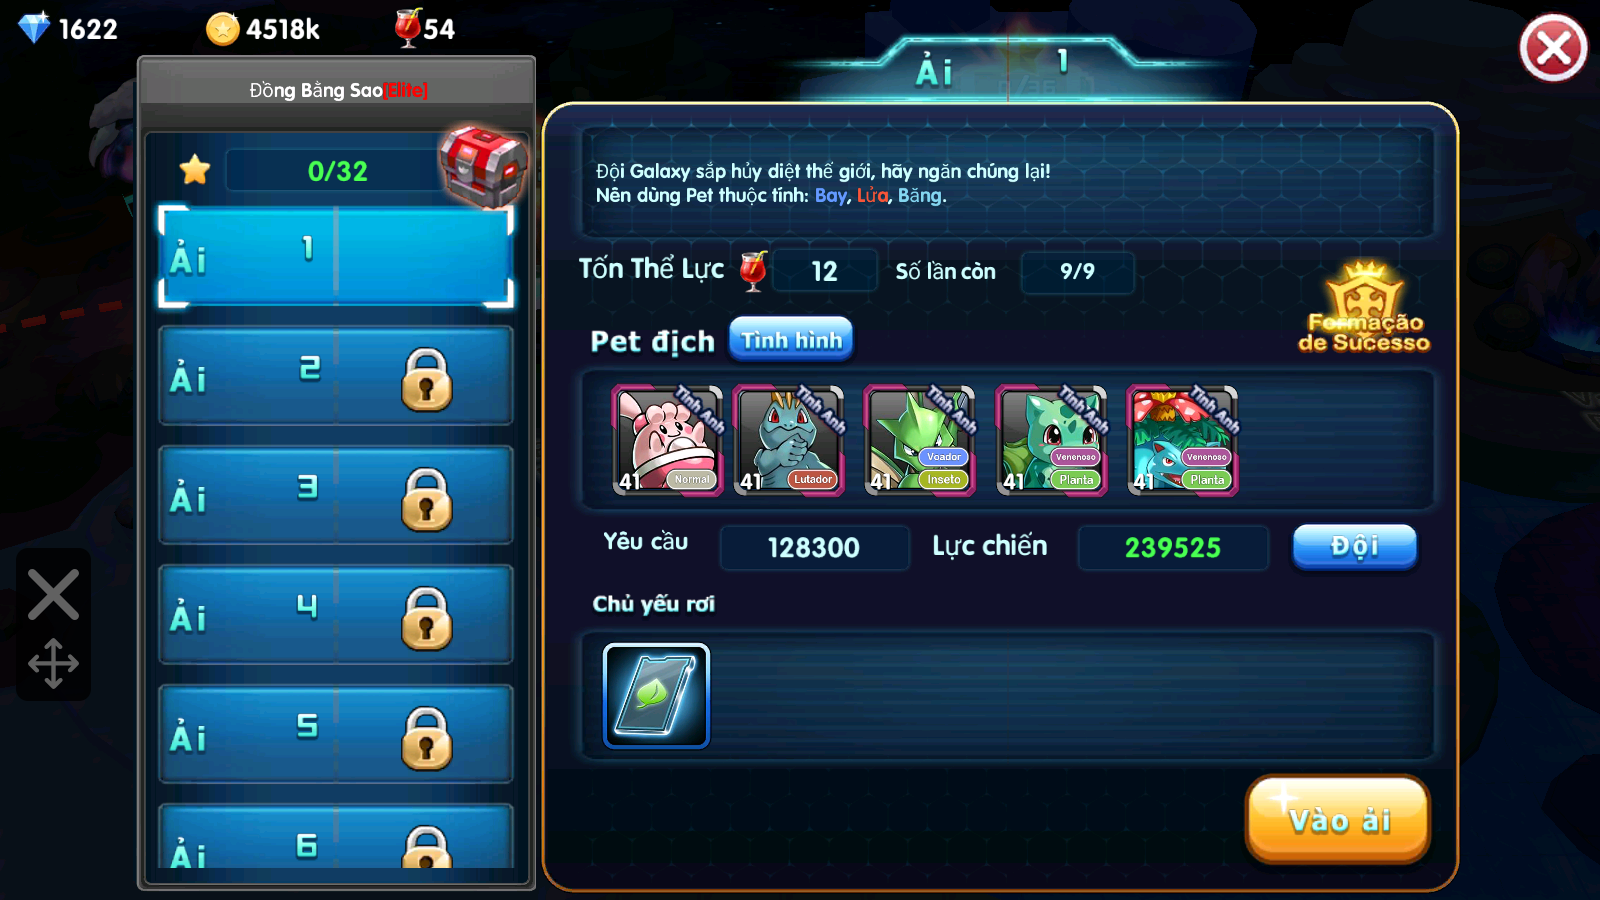 1622
4518k
54
Đồng Bằng Sao[Elite]
0/32
Ải 1
Ải 2
Ải 3
Ải 4
Ải 5
Ải 6
Ải 1
Đội Galaxy sắp hủy diệt thế giới, hãy ngăn chúng lại!
Nên dùng Pet thuộc tính: Bay, Lửa, Băng.
Tốn Thể Lực 12 Số lần còn 9/9
Formação
de Sucesso
Pet địch Tình hình
Tinh Anh
41 Normal
Tinh Anh
41 Lutador
Tinh Anh
Voador
41 Inseto
Tinh Anh
Venenoso
41 Planta
Tinh Anh
Venenoso
41 Planta
Yêu cầu 128300 Lực chiến 239525 Đội
Chủ yếu rơi
Vào ải